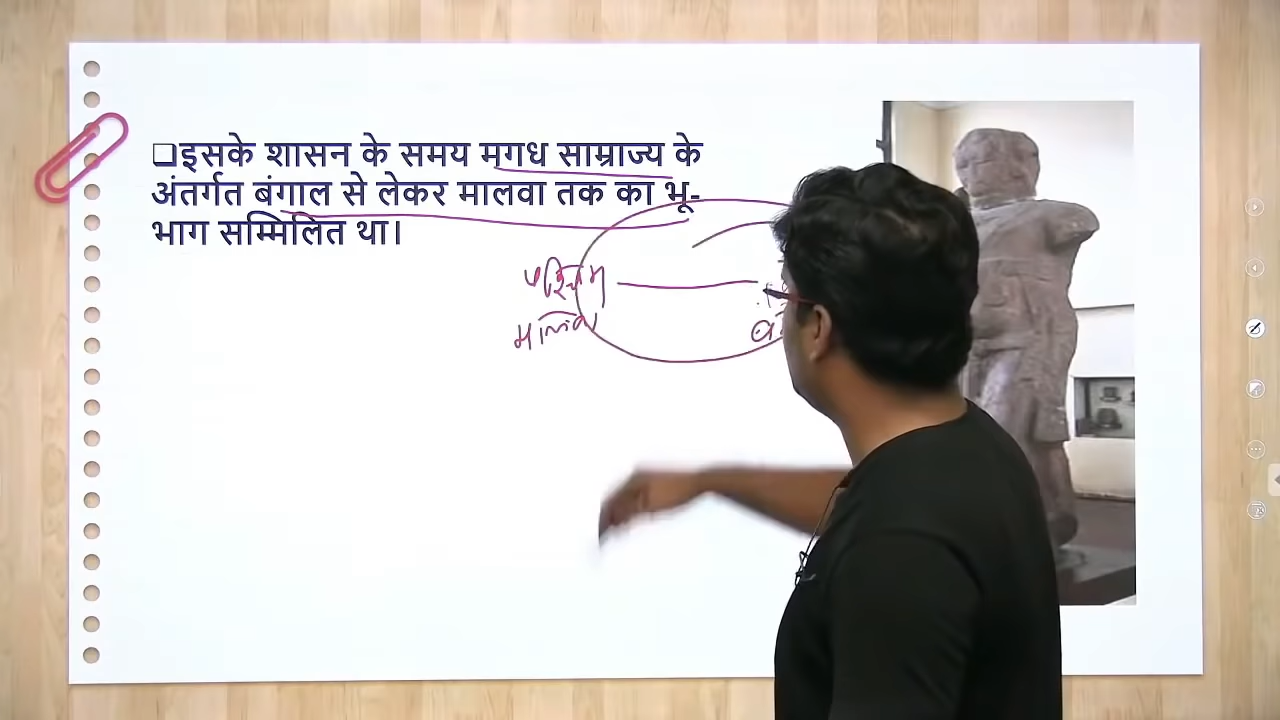 ❑इसके शासन के समय मगध साम्राज्य के
अंतर्गत बंगाल से लेकर मालवा तक का भू-
भाग सम्मिलित था।
पश्चिम
मालवा